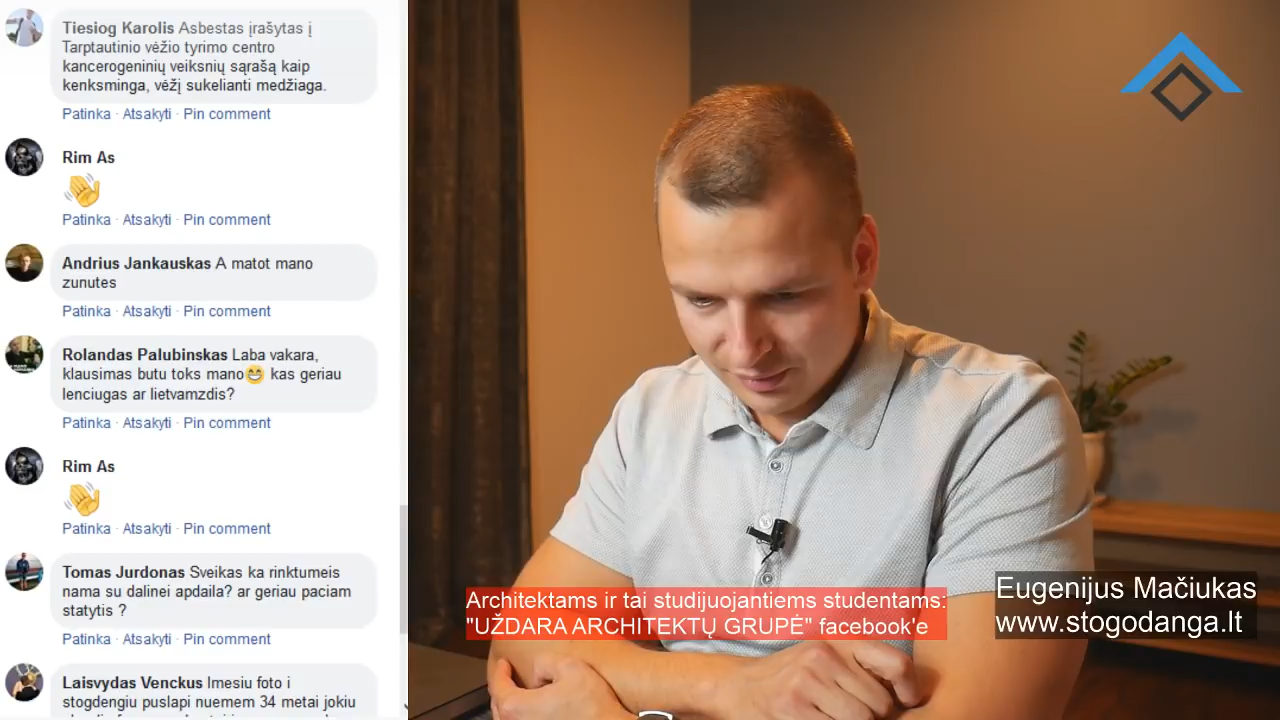 Tiesiog Karolis Asbestas įrašytas į
Tarptautinio vėžio tyrimo centro
kancerogeninių veiksnių sąrašą kaip
kenksminga, vėžį sukelianti medžiaga.
Patinka · Atsakyti · Pin comment
Rim As
Patinka · Atsakyti · Pin comment
Andrius Jankauskas A matot mano
zunutes
Patinka · Atsakyti · Pin comment
Rolandas Palubinskas Laba vakara,
klausimas butu toks mano😁 kas geriau
lenciugas ar lietvamzdis?
Patinka · Atsakyti · Pin comment
Rim As
Patinka · Atsakyti · Pin comment
Tomas Jurdonas Sveikas ka rinktumeis
nama su dalinei apdaila? ar geriau paciam
statytis ?
Patinka · Atsakyti · Pin comment
Laisvydas Venckus Imesiu foto i
stogdengiu puslapi nuemem 34 metai jokiu
Architektams ir tai studijuojantiems studentams:
"UŽDARA ARCHITEKTŲ GRUPĖ" facebook'e
Eugenijus Mačiukas
www.stogodanga.lt